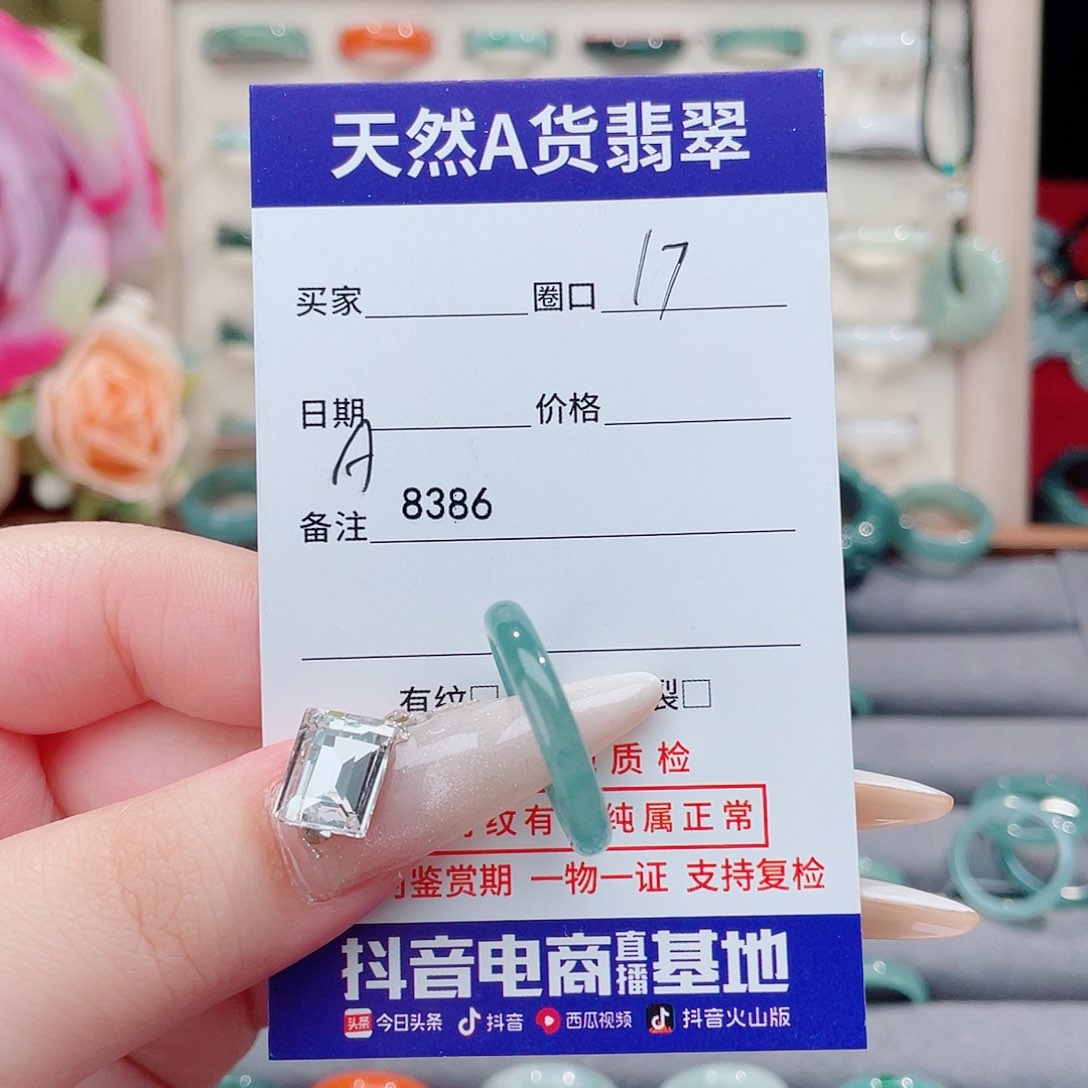 天然A货翡翠
买家 圈口 17
日期 价格
A 8386
备注
有纹 裂
质检
纹有 纯属正常
鉴赏期 一物一证 支持复检
抖音电商直播基地
头条 今日头条 抖音 西瓜视频 抖音火山版